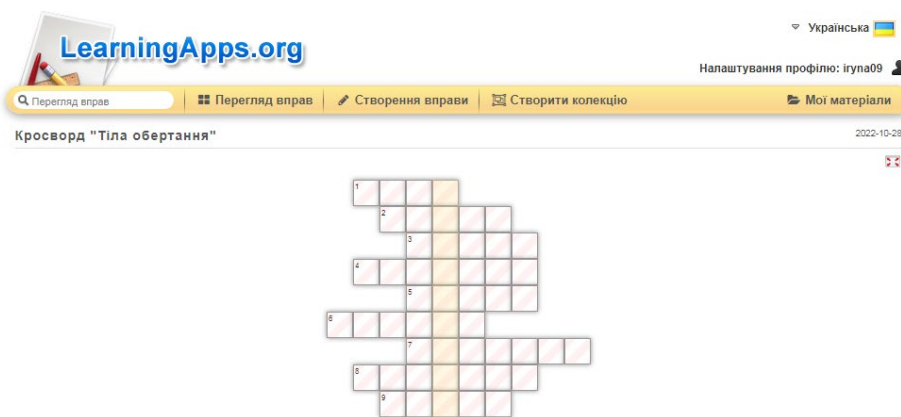 Українська
LearningApps.org
Налаштування профілю: iryna09
Перегляд вправ
Перегляд вправ
Створення вправи
Створити колекцію
Мої матеріали
Кросворд "Тіла обертання"
2022-10-29
1
2
3
4
5
6
7
8
9